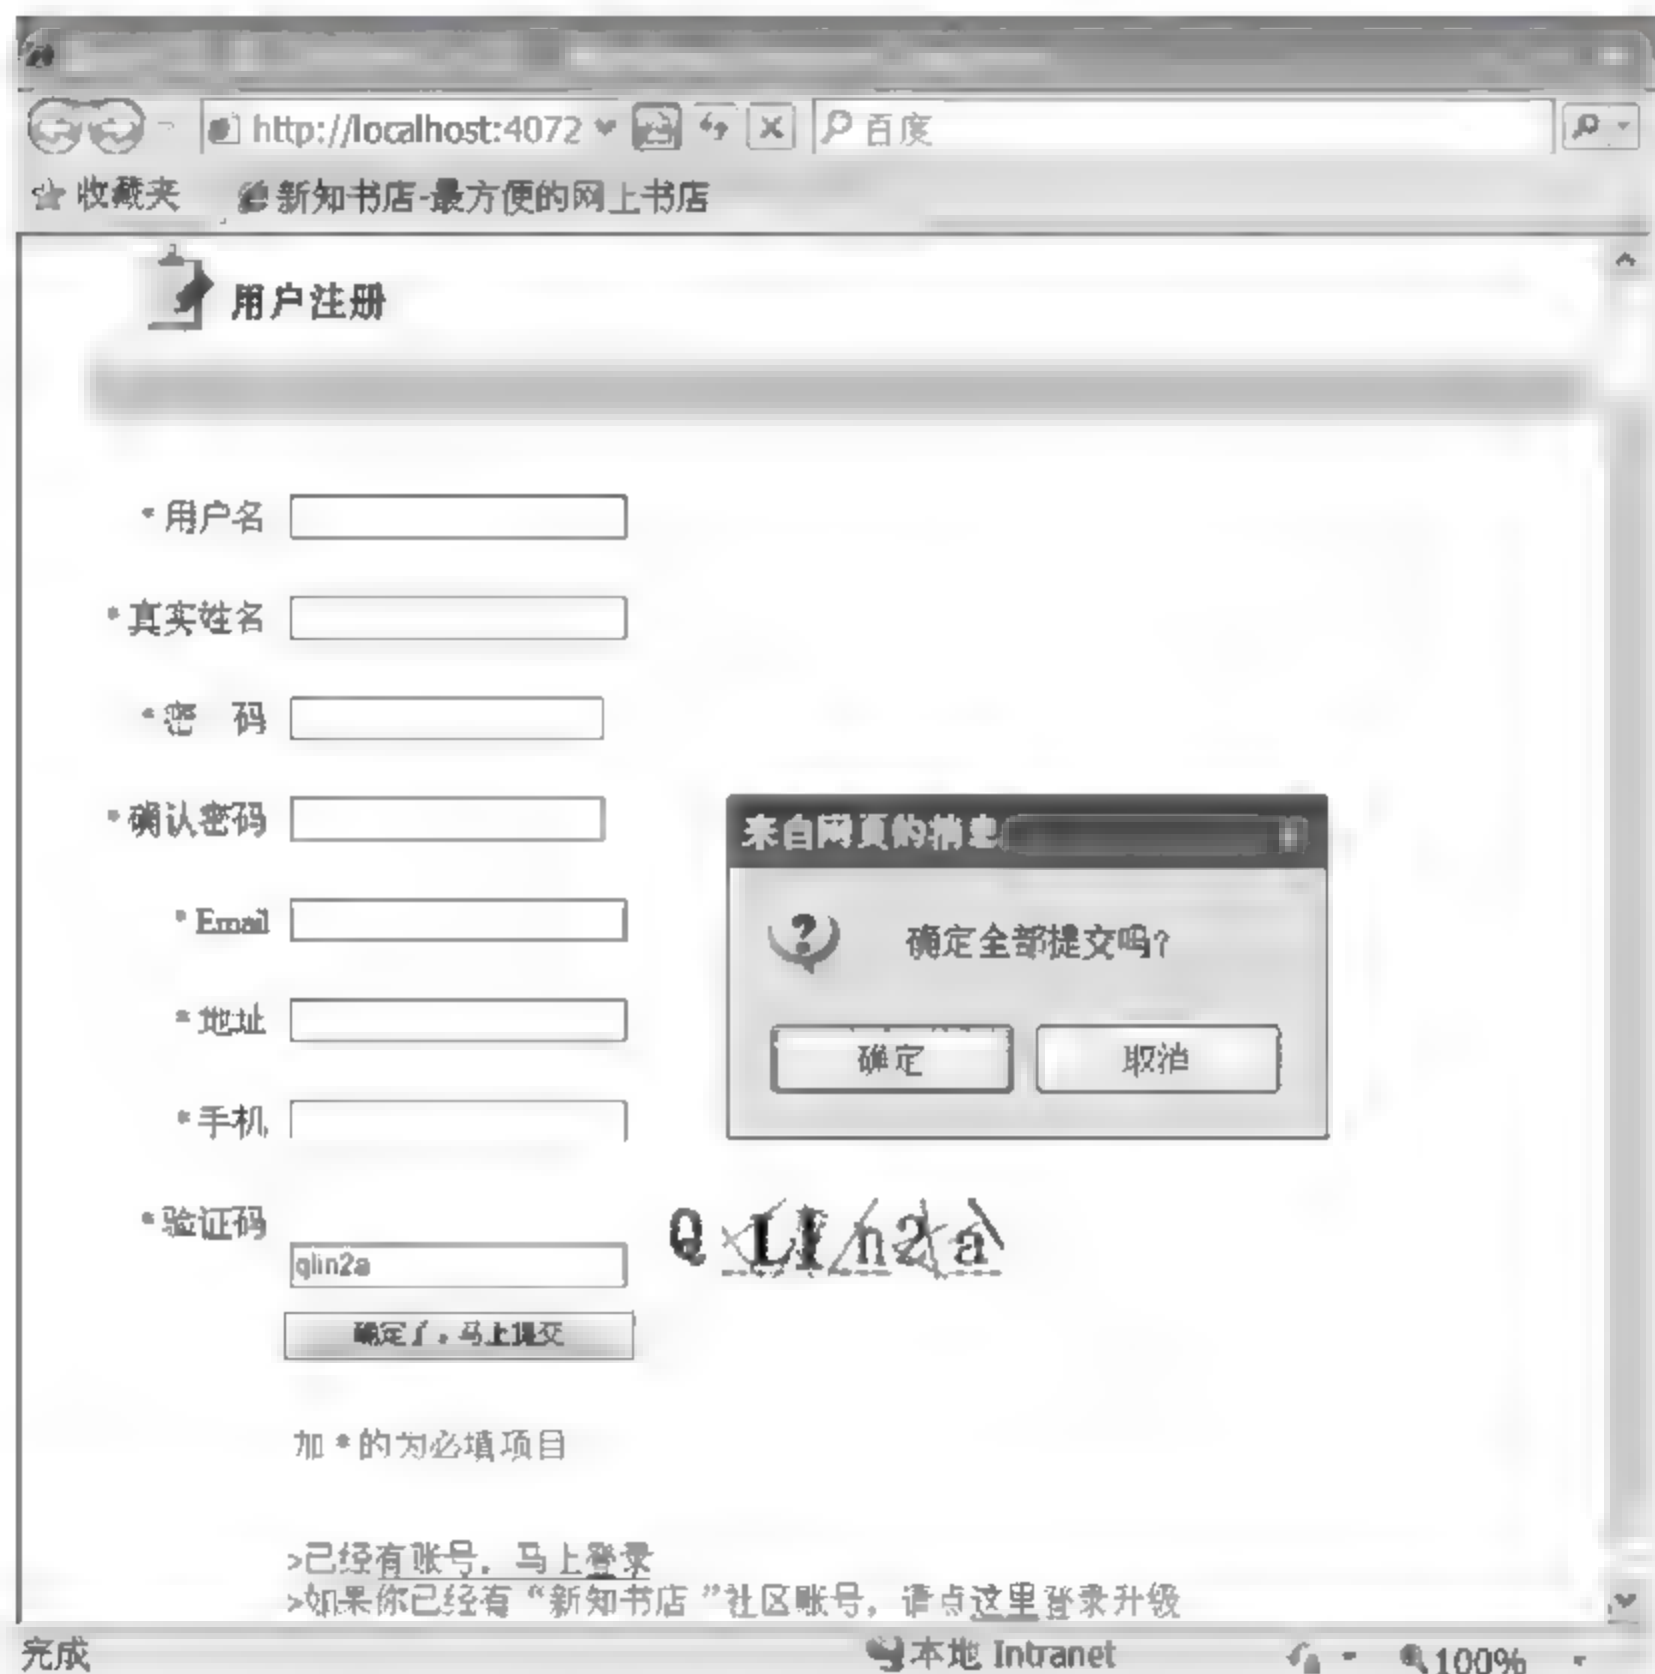 http://localhost:4072
百度
收藏夹
新知书店-最方便的网上书店
用户注册
*用户名
*真实姓名
*密 码
*确认密码
*Email
*地址
*手机
来自网页的消息
确定全部提交吗?
确定
取消
*验证码
qlin2a
Q L I n 2 a
确定了,马上提交
加*的为必填项目
>已经有账号,马上登录
>如果你已经有“新知书店”社区账号,请点这里登录升级
完成
本地 Intranet
100%